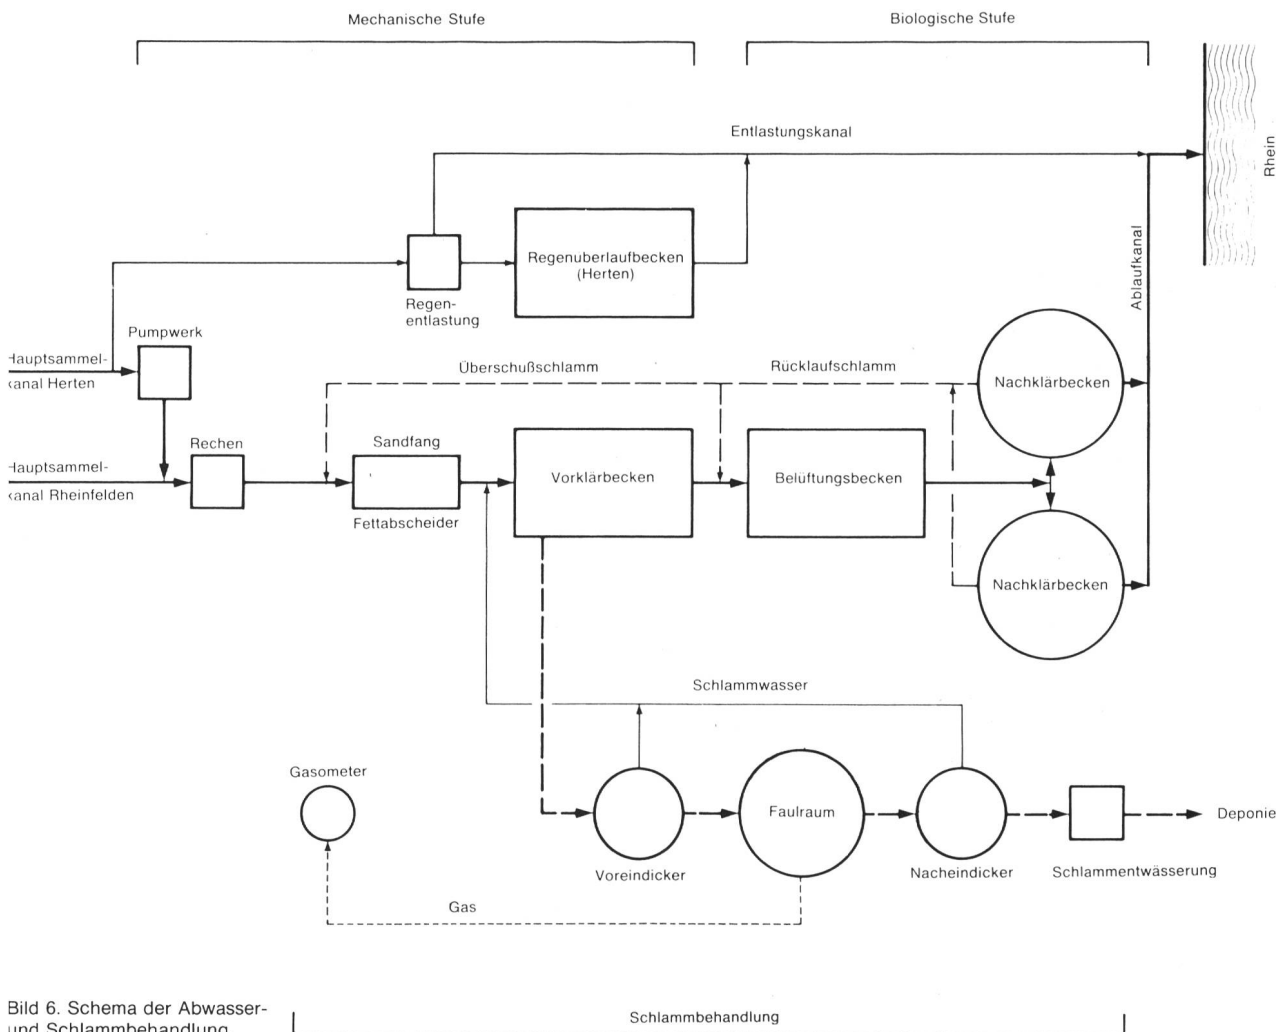 Mechanische Stufe
Biologische Stufe
Entlastungskanal
Rhein
Regenuberlaufbecken
(Herten)
Ablaufkanal
Regen-
entlastung
Pumpwerk
Hauptsammel-
kanal Herten
Überschußschlamm
Rücklaufschlamm
Nachklärbecken
Rechen
Sandfang
Hauptsammel-
kanal Rheinfelden
Vorklärbecken
Belüftungsbecken
Fettabscheider
Nachklärbecken
Schlammwasser
Gasometer
Faulraum
Deponie
Voreindicker
Nacheindicker
Schlammentwässerung
Gas
Bild 6. Schema der Abwasser-
und Schlammbehandlung
Schlammbehandlung